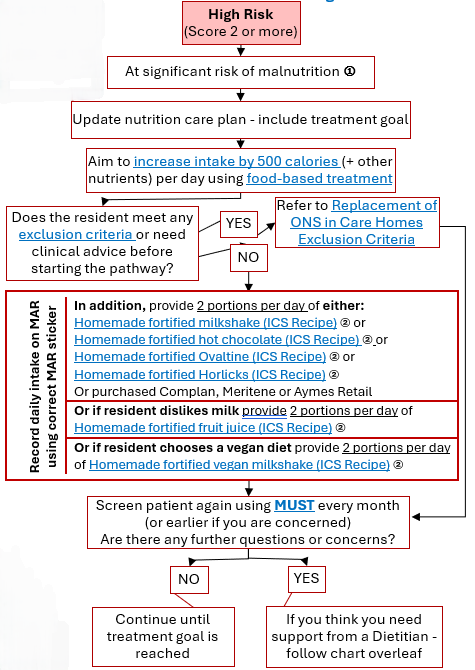 High Risk
(Score 2 or more)
At significant risk of malnutrition ①
Update nutrition care plan - include treatment goal
Aim to increase intake by 500 calories (+ other
nutrients) per day using food-based treatment
Does the resident meet any
exclusion criteria or need
clinical advice before
starting the pathway?
YES
NO
Refer to Replacement of
ONS in Care Homes
Exclusion Criteria
Record daily intake on MAR
using correct MAR sticker
In addition, provide 2 portions per day of either:
Homemade fortified milkshake (ICS Recipe) ② or
Homemade fortified hot chocolate (ICS Recipe) ② or
Homemade fortified Ovaltine (ICS Recipe) ② or
Homemade fortified Horlicks (ICS Recipe) ②
Or purchased Complan, Meritene or Aymes Retail
Or if resident dislikes milk provide 2 portions per day of
Homemade fortified fruit juice (ICS Recipe) ②
Or if resident chooses a vegan diet provide 2 portions per day
of Homemade fortified vegan milkshake (ICS Recipe) ②
Screen patient again using MUST every month
(or earlier if you are concerned)
Are there any further questions or concerns?
NO
YES
Continue until
treatment goal is
reached
If you think you need
support from a Dietitian -
follow chart overleaf